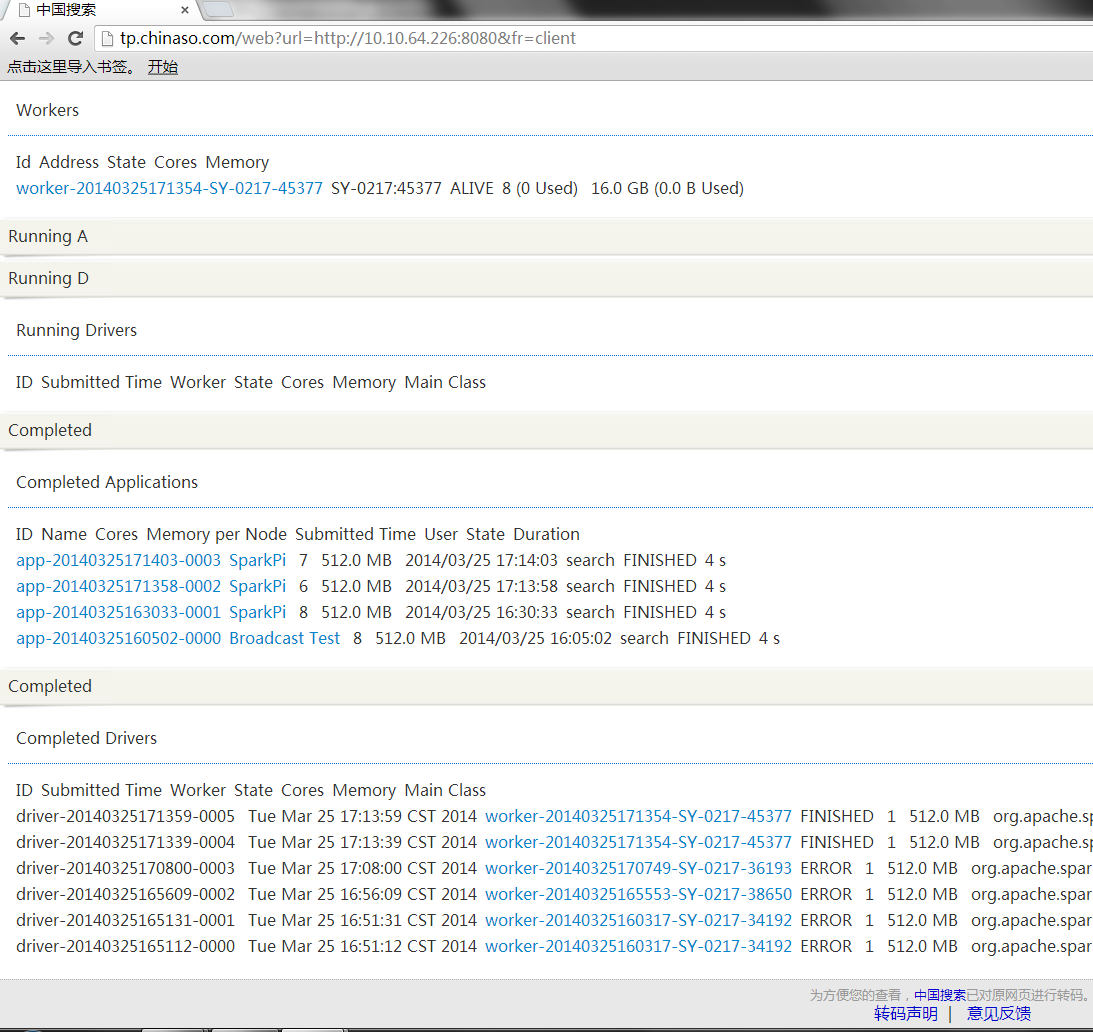 中国搜索
tp.chinaso.com/web?url=http://10.10.64.226:8080&fr=client
点击这里导入书签。 开始
Workers
Id Address State Cores Memory
worker-20140325171354-SY-0217-45377 SY-0217:45377 ALIVE 8 (0 Used) 16.0 GB (0.0 B Used)
Running A
Running D
Running Drivers
ID Submitted Time Worker State Cores Memory Main Class
Completed
Completed Applications
ID Name Cores Memory per Node Submitted Time User State Duration
app-20140325171403-0003 SparkPi 7 512.0 MB 2014/03/25 17:14:03 search FINISHED 4 s
app-20140325171358-0002 SparkPi 6 512.0 MB 2014/03/25 17:13:58 search FINISHED 4 s
app-20140325163033-0001 SparkPi 8 512.0 MB 2014/03/25 16:30:33 search FINISHED 4 s
app-20140325160502-0000 Broadcast Test 8 512.0 MB 2014/03/25 16:05:02 search FINISHED 4 s
Completed
Completed Drivers
ID Submitted Time Worker State Cores Memory Main Class
driver-20140325171359-0005 Tue Mar 25 17:13:59 CST 2014 worker-20140325171354-SY-0217-45377 FINISHED 1 512.0 MB org.apache.sp
driver-20140325171339-0004 Tue Mar 25 17:13:39 CST 2014 worker-20140325171354-SY-0217-45377 FINISHED 1 512.0 MB org.apache.sp
driver-20140325170800-0003 Tue Mar 25 17:08:00 CST 2014 worker-20140325170749-SY-0217-36193 ERROR 1 512.0 MB org.apache.spar
driver-20140325165609-0002 Tue Mar 25 16:56:09 CST 2014 worker-20140325165553-SY-0217-38650 ERROR 1 512.0 MB org.apache.spar
driver-20140325165131-0001 Tue Mar 25 16:51:31 CST 2014 worker-20140325160317-SY-0217-34192 ERROR 1 512.0 MB org.apache.spar
driver-20140325165112-0000 Tue Mar 25 16:51:12 CST 2014 worker-20140325160317-SY-0217-34192 ERROR 1 512.0 MB org.apache.spar
为方便您的查看，中国搜索已对原网页进行转码。
转码声明 | 意见反馈